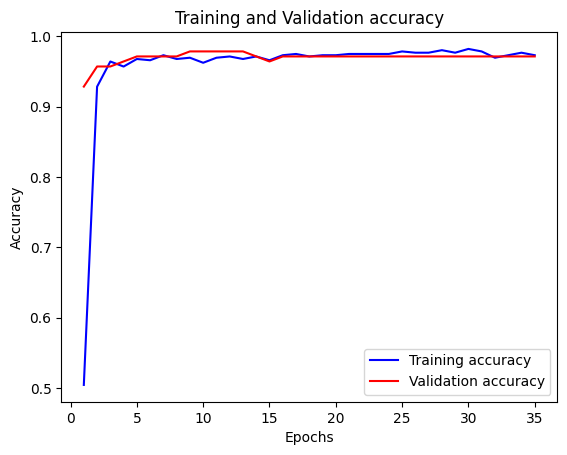 Training and Validation accuracy
Accuracy
1.0
0.9
0.8
0.7
0.6
0.5
Training accuracy
Validation accuracy
0 5 10 15 20 25 30 35
Epochs